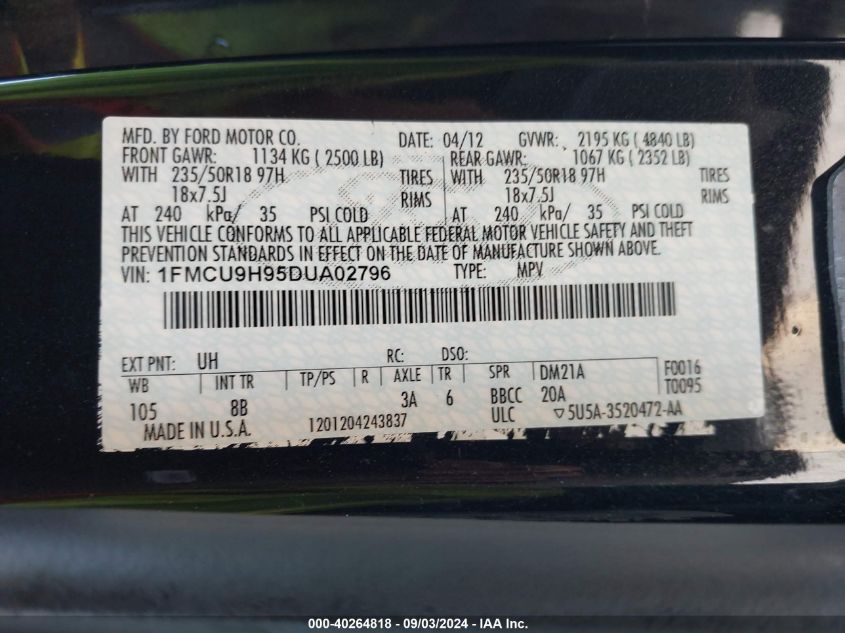 MFD. BY FORD MOTOR CO. DATE: 04/12 GVWR: 2195 KG ( 4840 LB)
FRONT GAWR: 1134 KG ( 2500 LB) REAR GAWR: 1067 KG ( 2352 LB)
WITH 235/50R18 97H TIRES WITH 235/50R18 97H TIRES
18x7.5J RIMS 18x7.5J RIMS
AT 240 kPa/ 35 PSI COLD AT 240 kPa/ 35 PSI COLD
THIS VEHICLE CONFORMS TO ALL APPLICABLE FEDERAL MOTOR VEHICLE SAFETY AND THEFT
PREVENTION STANDARDS IN EFFECT ON THE DATE OF MANUFACTURE SHOWN ABOVE.
VIN: 1FMCU9H95DUA02796 TYPE: MPV
EXT PNT: UH RC: DSO:
WB INT TR TP/PS R AXLE TR SPR DM21A F0016
T0095
105 8B 3A 6 BBCC 20A
MADE IN U.S.A. 1201204243837 ULC ▽5U5A-3520472-AA
000-40264818 - 09/03/2024 - IAA Inc.